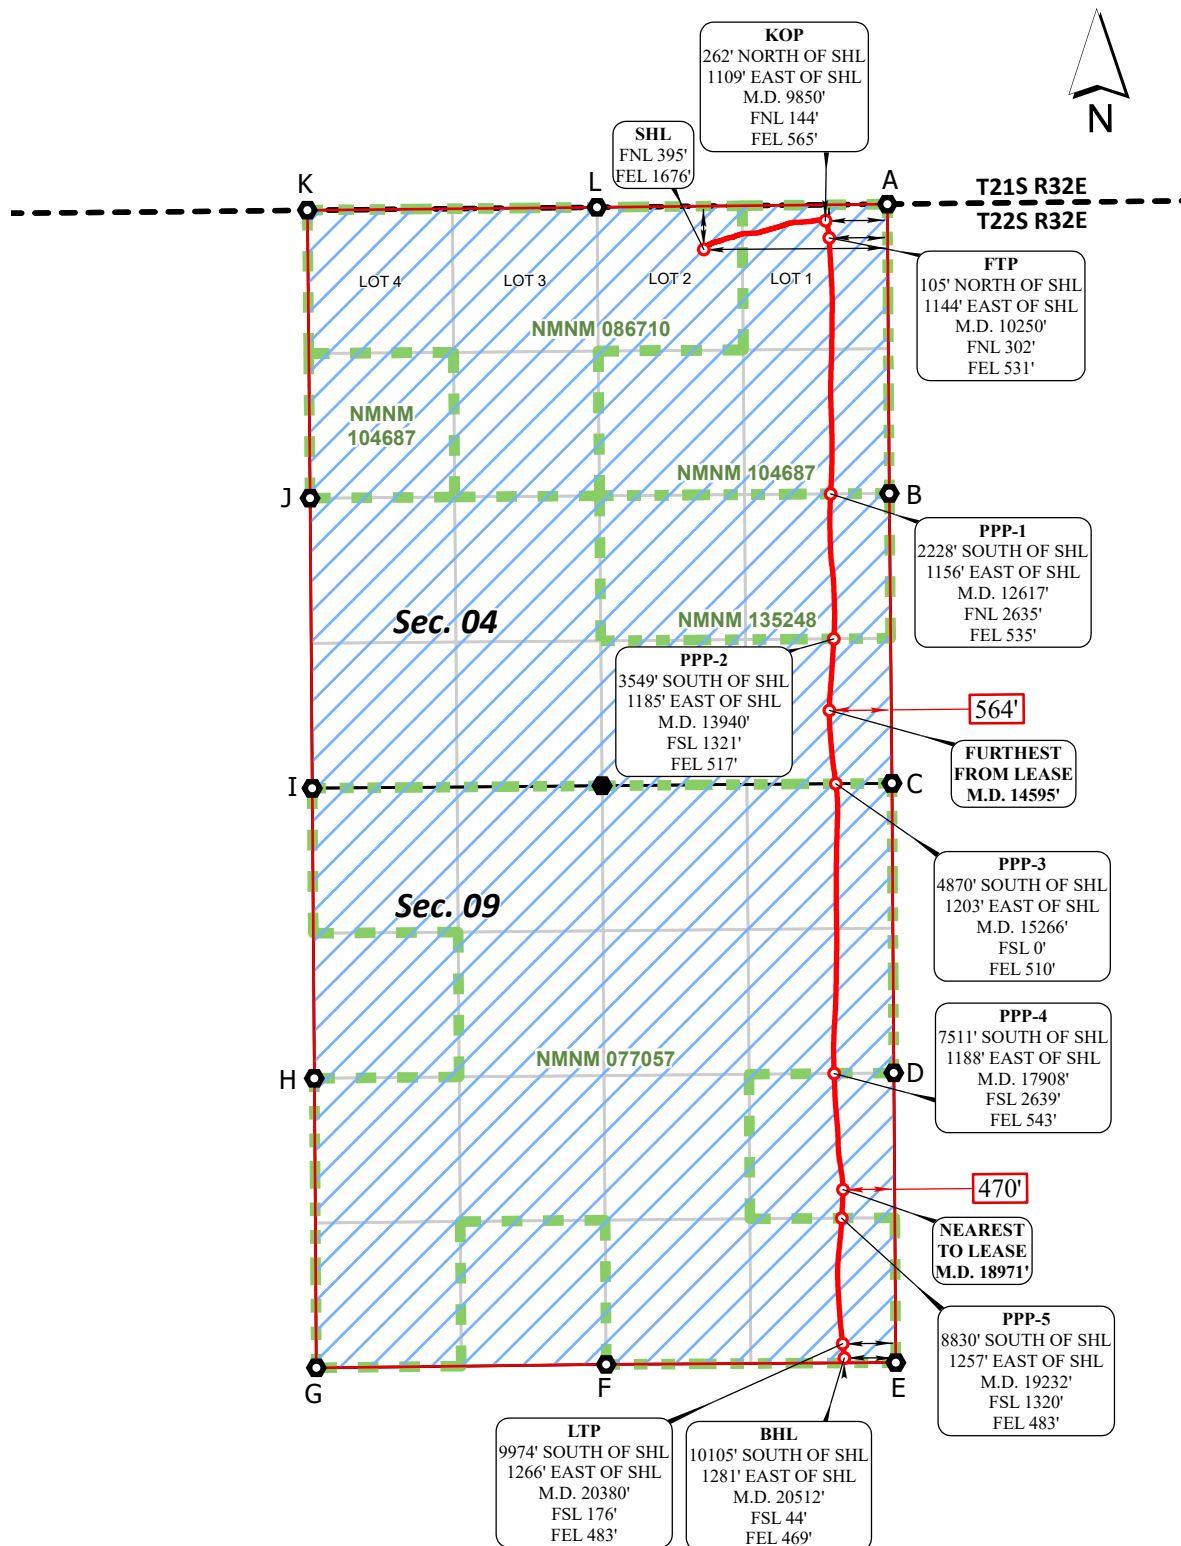 KOP
262' NORTH OF SHL
1109' EAST OF SHL
M.D. 9850'
FNL 144'
FEL 565'
N
SHL
FNL 395'
FEL 1676'
K
L
A
T21S R32E
T22S R32E
FTP
105' NORTH OF SHL
1144' EAST OF SHL
M.D. 10250'
FNL 302'
FEL 531'
LOT 4
LOT 3
LOT 2
LOT 1
NMNM 086710
NMNM
104687
NMNM 104687
J
B
PPP-1
2228' SOUTH OF SHL
1156' EAST OF SHL
M.D. 12617'
FNL 2635'
FEL 535'
Sec. 04
NMNM 135248
PPP-2
3549' SOUTH OF SHL
1185' EAST OF SHL
M.D. 13940'
FSL 1321'
FEL 517'
564'
FURTHEST
FROM LEASE
M.D. 14595'
I
C
PPP-3
4870' SOUTH OF SHL
1203' EAST OF SHL
M.D. 15266'
FSL 0'
FEL 510'
Sec. 09
PPP-4
7511' SOUTH OF SHL
1188' EAST OF SHL
M.D. 17908'
FSL 2639'
FEL 543'
NMNM 077057
H
D
470'
NEAREST
TO LEASE
M.D. 18971'
PPP-5
8830' SOUTH OF SHL
1257' EAST OF SHL
M.D. 19232'
FSL 1320'
FEL 483'
G
F
E
LTP
9974' SOUTH OF SHL
1266' EAST OF SHL
M.D. 20380'
FSL 176'
FEL 483'
BHL
10105' SOUTH OF SHL
1281' EAST OF SHL
M.D. 20512'
FSL 44'
FEL 469'